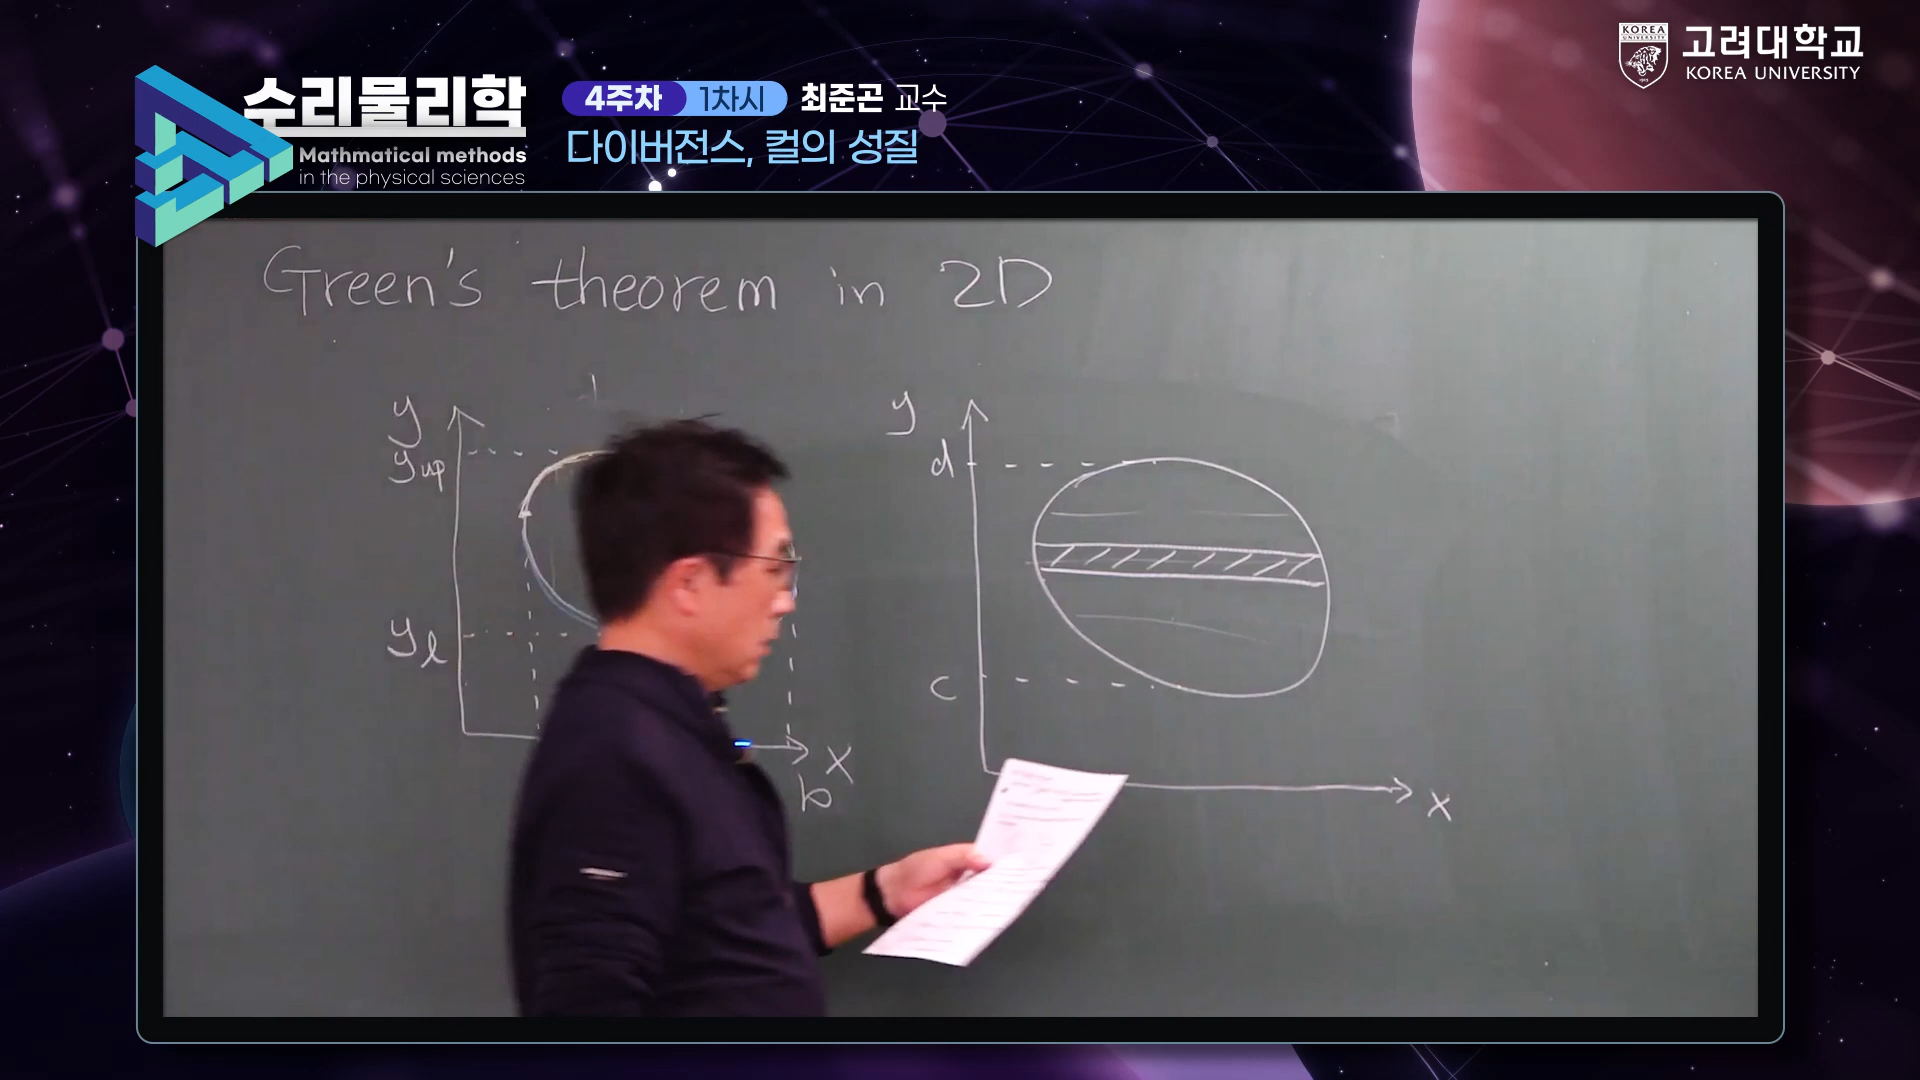 KOREA
UNIVERSITY
고려대학교
KOREA UNIVERSITY
수리물리학
Mathmatical methods
in the physical sciences
4주차 1차시 최준곤 교수
다이버전스, 컬의 성질
Green's theorem in 2D
y
y up
y l
x
b
y
d
c
x